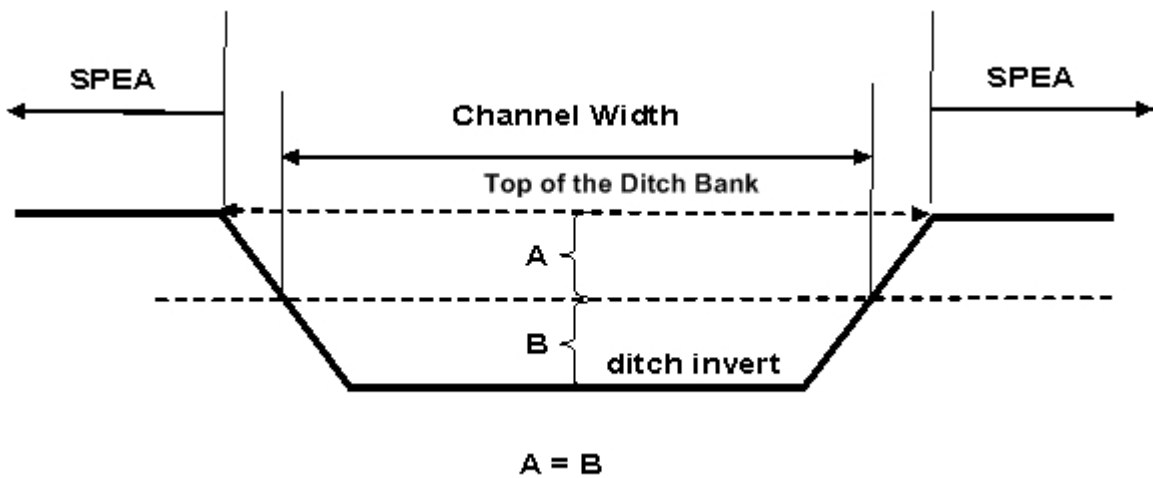 SPEA
SPEA
Channel Width
Top of the Ditch Bank
A
B
ditch invert
A = B